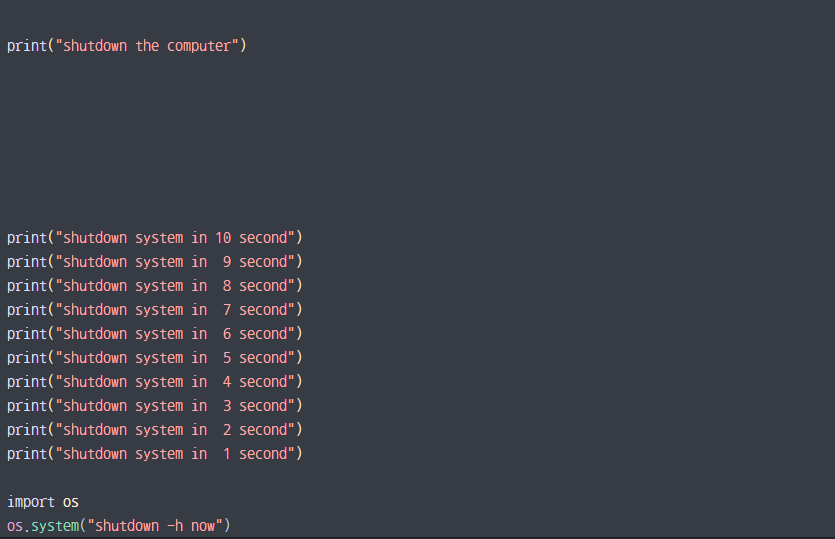 print("shutdown the computer")
print("shutdown system in 10 second")
print("shutdown system in  9 second")
print("shutdown system in  8 second")
print("shutdown system in  7 second")
print("shutdown system in  6 second")
print("shutdown system in  5 second")
print("shutdown system in  4 second")
print("shutdown system in  3 second")
print("shutdown system in  2 second")
print("shutdown system in  1 second")
import os
os.system("shutdown -h now")